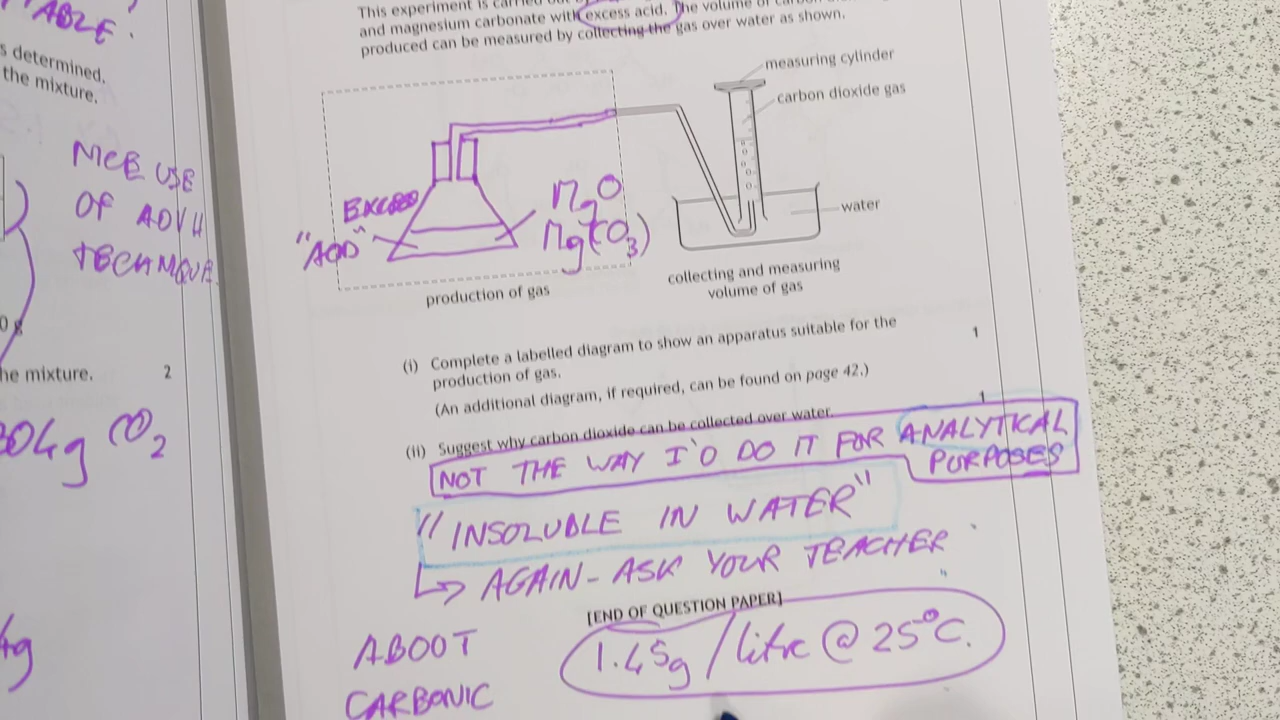 ABLE.
s determined.
the mixture.
MORE USE
OF
he mixture. 2
CO2
This experiment is carried out
and magnesium carbonate with excess acid. The volume of carbon
produced can be measured by collecting the gas over water as shown.
measuring cylinder
carbon dioxide gas
EXCESS
MgO
MgCO3)
"ACID"
water
production of gas
collecting and measuring
volume of gas
(i) Complete a labelled diagram to show an apparatus suitable for the
production of gas. 1
(An additional diagram, if required, can be found on page 42.)
(ii) Suggest why carbon dioxide can be collected over water. 1
NOT THE WAY I'D DO IT FOR ANALYTICAL
PURPOSES
"INSOLUBLE IN WATER"
AGAIN - ASK YOUR TEACHER
[END OF QUESTION PAPER]
ABOOT
CARBONIC
1.45g/litre @ 25°C.